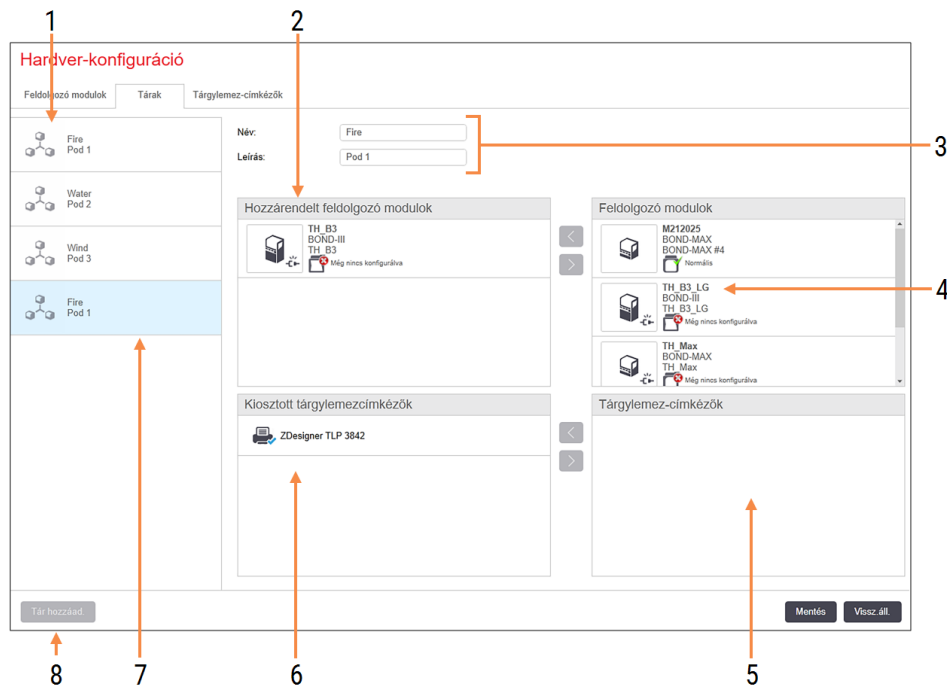 1
2
Hardver-konfiguráció
Feldolgozó modulok
Tárak
Tárgylemez-címkézők
Fire
Pod 1
Water
Pod 2
Wind
Pod 3
Fire
Pod 1
Név:
Fire
Leírás:
Pod 1
3
Hozzárendelt feldolgozó modulok
TH_B3
BOND-III
TH_B3
Még nincs konfigurálva
Feldolgozó modulok
M212025
BOND-MAX
BOND-MAX #4
Normális
TH_B3_LG
BOND-III
TH_B3_LG
Még nincs konfigurálva
TH_Max
BOND-MAX
TH_Max
Még nincs konfigurálva
4
Kiosztott tárgylemezcímkézők
ZDesigner TLP 3842
Tárgylemez-címkézők
Tár hozzáad.
Mentés
Vissz.áll.
8
7
6
5